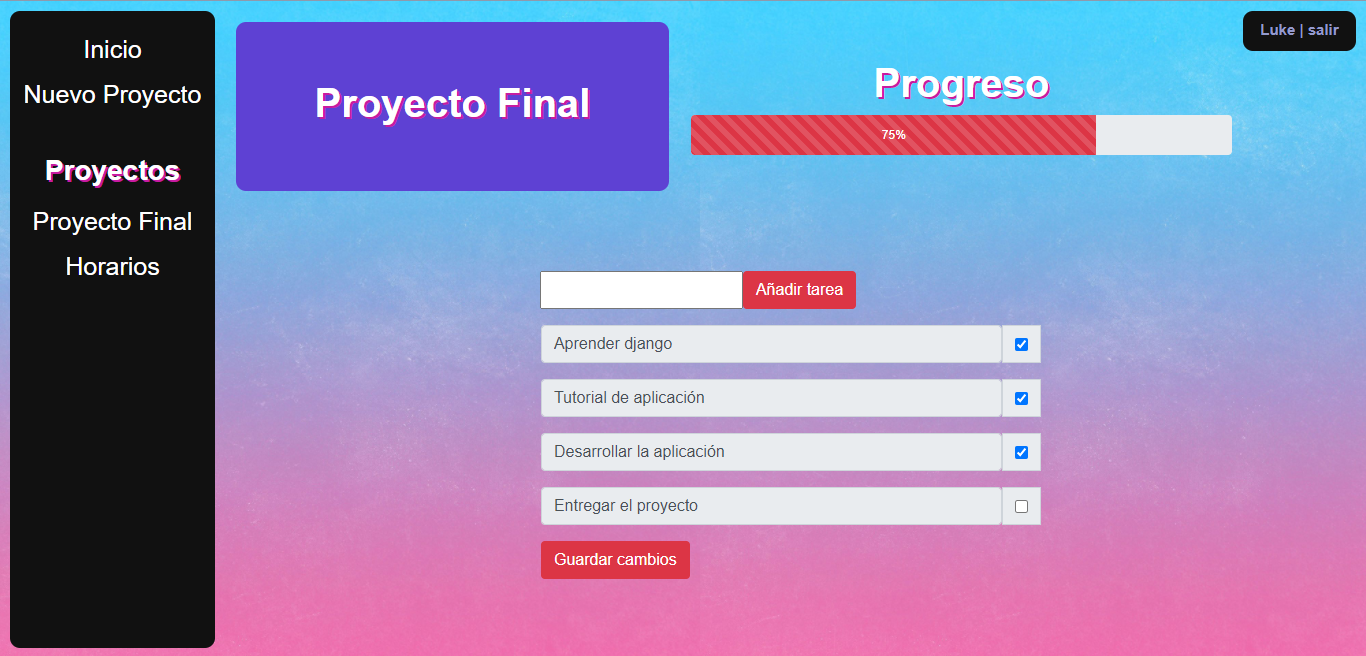 Inicio
Nuevo Proyecto
Proyectos
Proyecto Final
Horarios
Proyecto Final
Progreso
75%
Luke | salir
Añadir tarea
Aprender django
Tutorial de aplicación
Desarrollar la aplicación
Entregar el proyecto
Guardar cambios